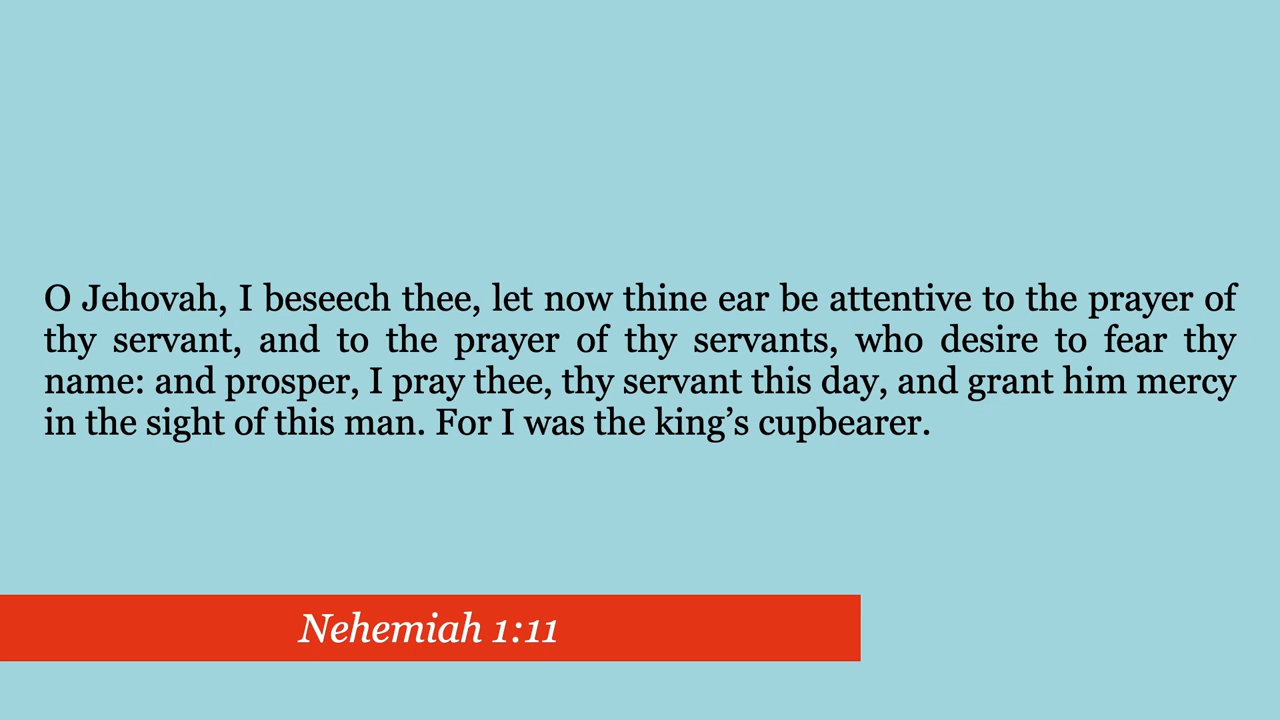 O Jehovah, I beseech thee, let now thine ear be attentive to the prayer of
thy servant, and to the prayer of thy servants, who desire to fear thy
name: and prosper, I pray thee, thy servant this day, and grant him mercy
in the sight of this man. For I was the king’s cupbearer.
Nehemiah 1:11